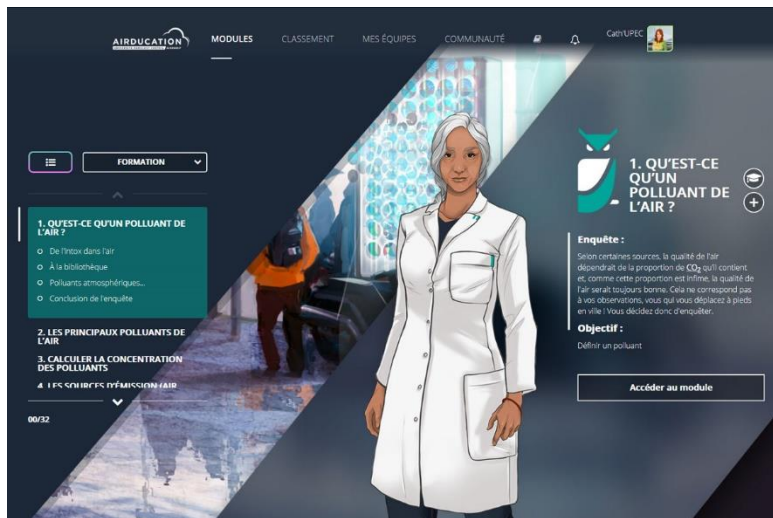 AIRDUCATION
MODULES
CLASSEMENT
MES ÉQUIPES
COMMUNAUTÉ
Cath'UPEC
FORMATION
1. QU'EST-CE QU'UN POLLUANT DE
L'AIR ?
De l'intox dans l'air
À la bibliothèque
Polluants atmosphériques...
Conclusion de l'enquête
2. LES PRINCIPAUX POLLUANTS DE
L'AIR
3. CALCULER LA CONCENTRATION
DES POLLUANTS
4. LES SOURCES D'ÉMISSION (AIR
00/32
1. QU'EST-CE
QU'UN
POLLUANT DE
L'AIR ?
Enquête :
Selon certaines sources, la qualité de l'air
dépendrait de la proportion de CO2 qu'il contient
et, comme cette proportion est infime, la qualité de
l'air serait toujours bonne. Cela ne correspond pas
à vos observations, vous qui vous déplacez à pieds
en ville ! Vous décidez donc d'enquêter.
Objectif :
Définir un polluant
Accéder au module